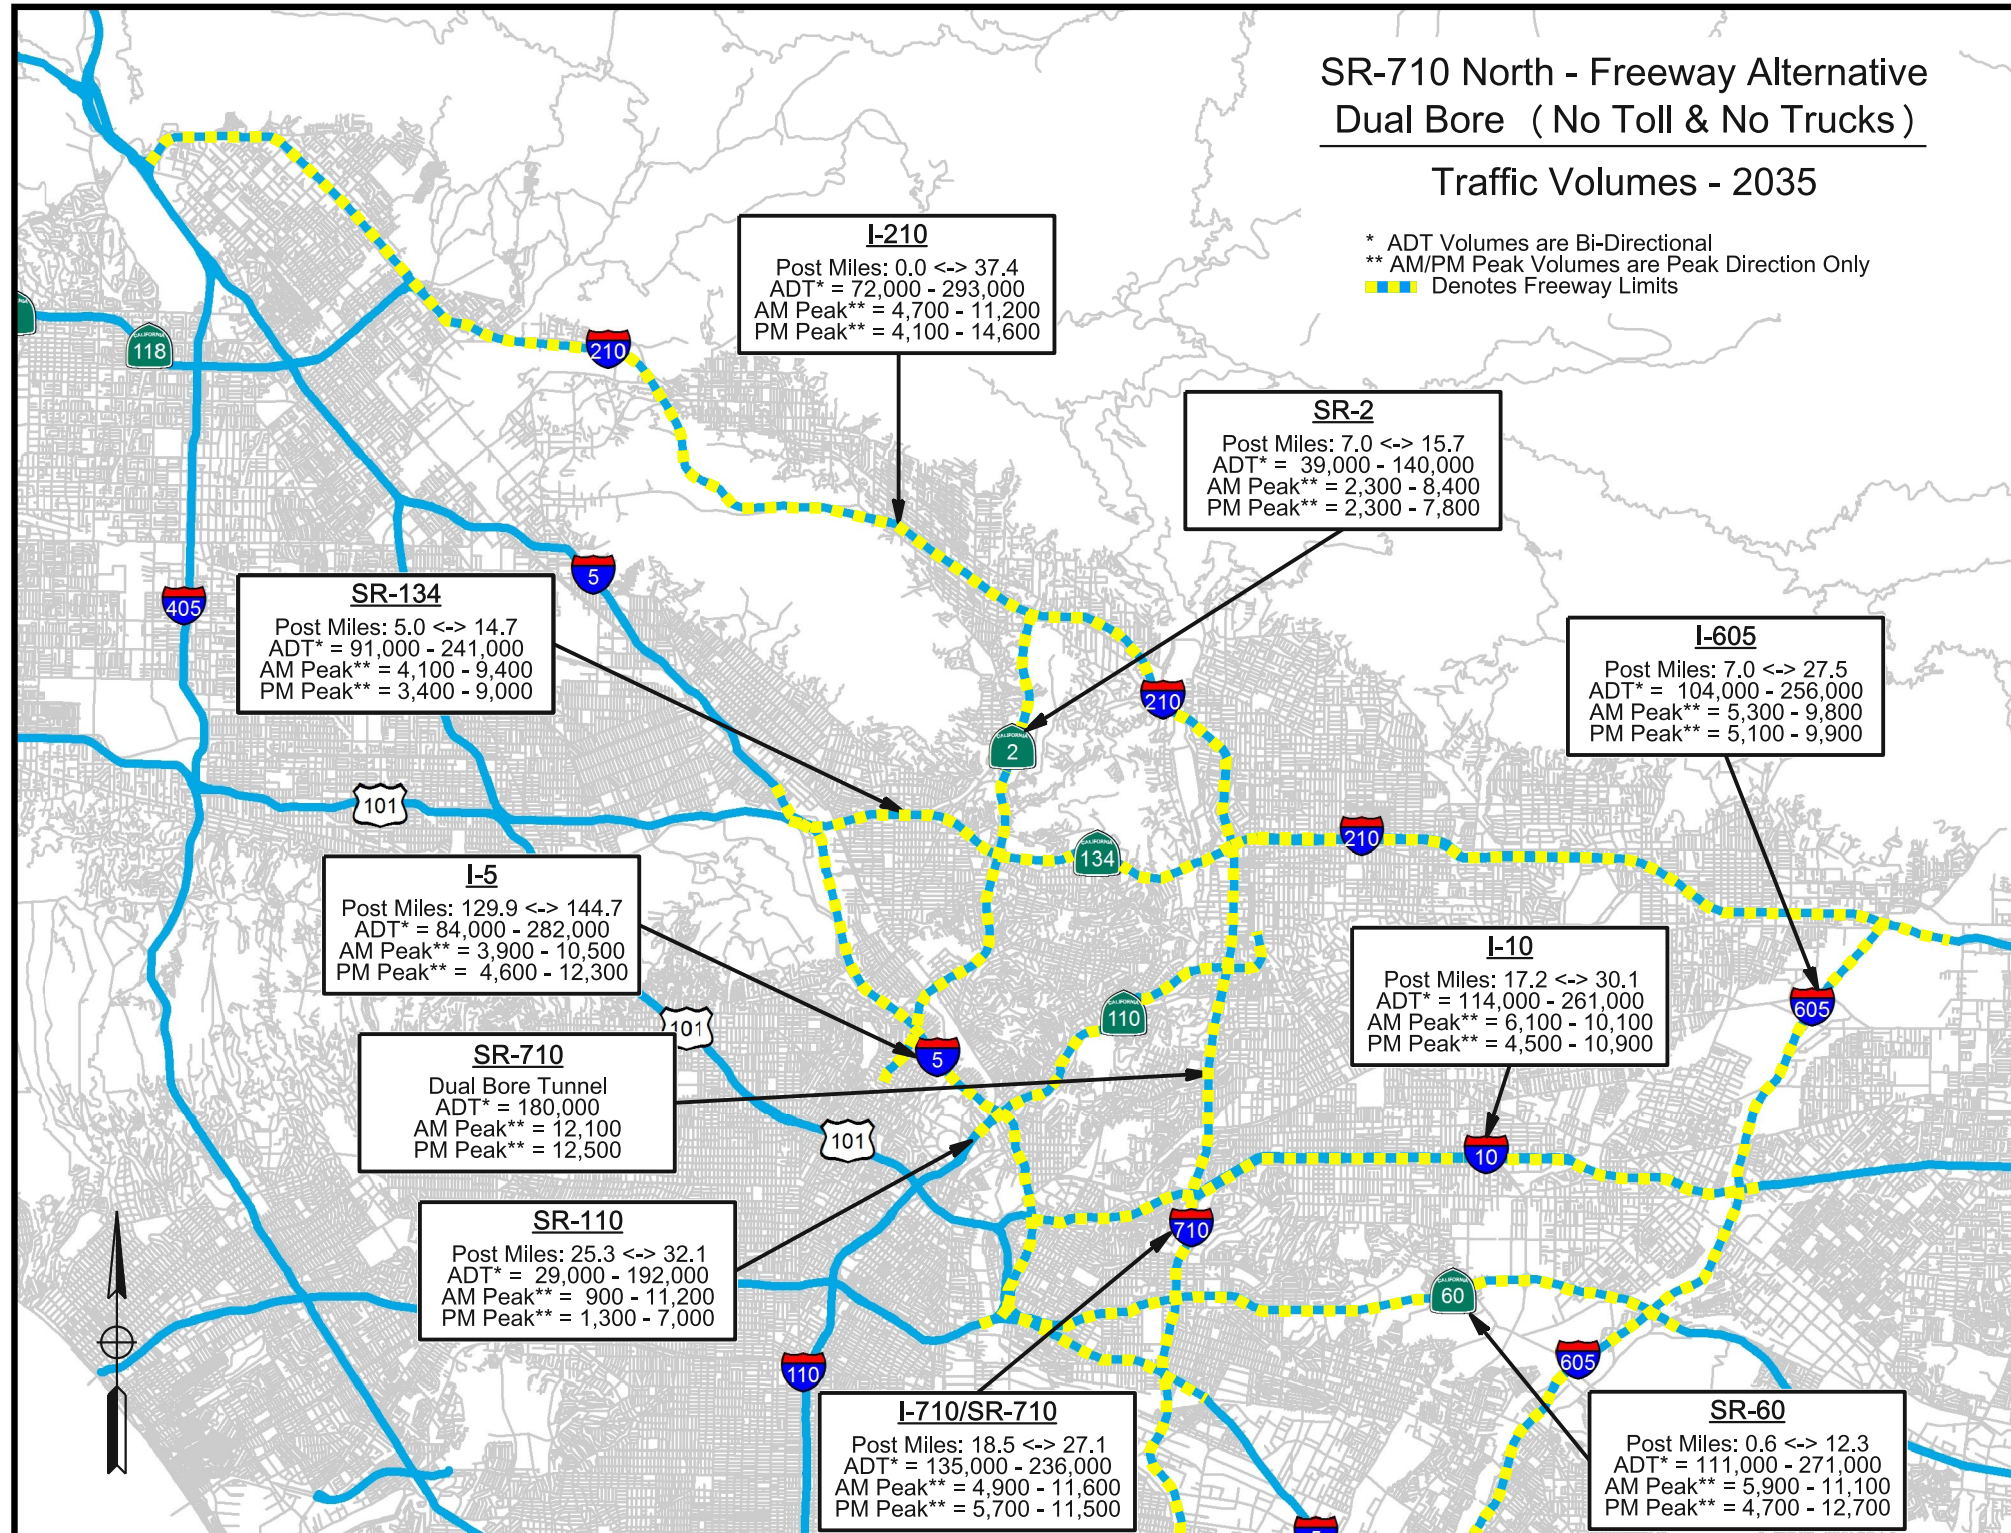 SR-710 North - Freeway Alternative
Dual Bore ( No Toll & No Trucks )
Traffic Volumes - 2035
* ADT Volumes are Bi-Directional
** AM/PM Peak Volumes are Peak Direction Only
Denotes Freeway Limits
I-210
Post Miles: 0.0 <-> 37.4
ADT* = 72,000 - 293,000
AM Peak** = 4,700 - 11,200
PM Peak** = 4,100 - 14,600
CALIFORNIA
118
210
SR-2
Post Miles: 7.0 <-> 15.7
ADT* = 39,000 - 140,000
AM Peak** = 2,300 - 8,400
PM Peak** = 2,300 - 7,800
5
405
SR-134
Post Miles: 5.0 <-> 14.7
ADT* = 91,000 - 241,000
AM Peak** = 4,100 - 9,400
PM Peak** = 3,400 - 9,000
I-605
Post Miles: 7.0 <-> 27.5
ADT* = 104,000 - 256,000
AM Peak** = 5,300 - 9,800
PM Peak** = 5,100 - 9,900
210
CALIFORNIA
2
101
CALIFORNIA
134
210
I-5
Post Miles: 129.9 <-> 144.7
ADT* = 84,000 - 282,000
AM Peak** = 3,900 - 10,500
PM Peak** = 4,600 - 12,300
I-10
Post Miles: 17.2 <-> 30.1
ADT* = 114,000 - 261,000
AM Peak** = 6,100 - 10,100
PM Peak** = 4,500 - 10,900
CALIFORNIA
110
605
101
5
SR-710
Dual Bore Tunnel
ADT* = 180,000
AM Peak** = 12,100
PM Peak** = 12,500
101
10
SR-110
Post Miles: 25.3 <-> 32.1
ADT* = 29,000 - 192,000
AM Peak** = 900 - 11,200
PM Peak** = 1,300 - 7,000
710
CALIFORNIA
60
110
605
I-710/SR-710
Post Miles: 18.5 <-> 27.1
ADT* = 135,000 - 236,000
AM Peak** = 4,900 - 11,600
PM Peak** = 5,700 - 11,500
SR-60
Post Miles: 0.6 <-> 12.3
ADT* = 111,000 - 271,000
AM Peak** = 5,900 - 11,100
PM Peak** = 4,700 - 12,700